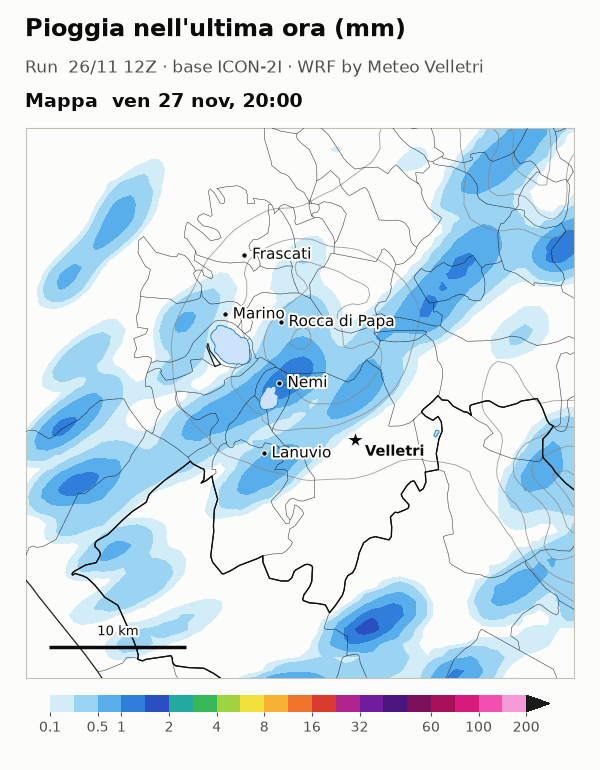 Pioggia nell'ultima ora (mm)
Run  26/11 12Z · base ICON-2I · WRF by Meteo Velletri
Mappa  ven 27 nov, 20:00
Frascati
Marino
Rocca di Papa
Nemi
Velletri
Lanuvio
10 km
0.1 0.5 1 2 4 8 16 32 60 100 200